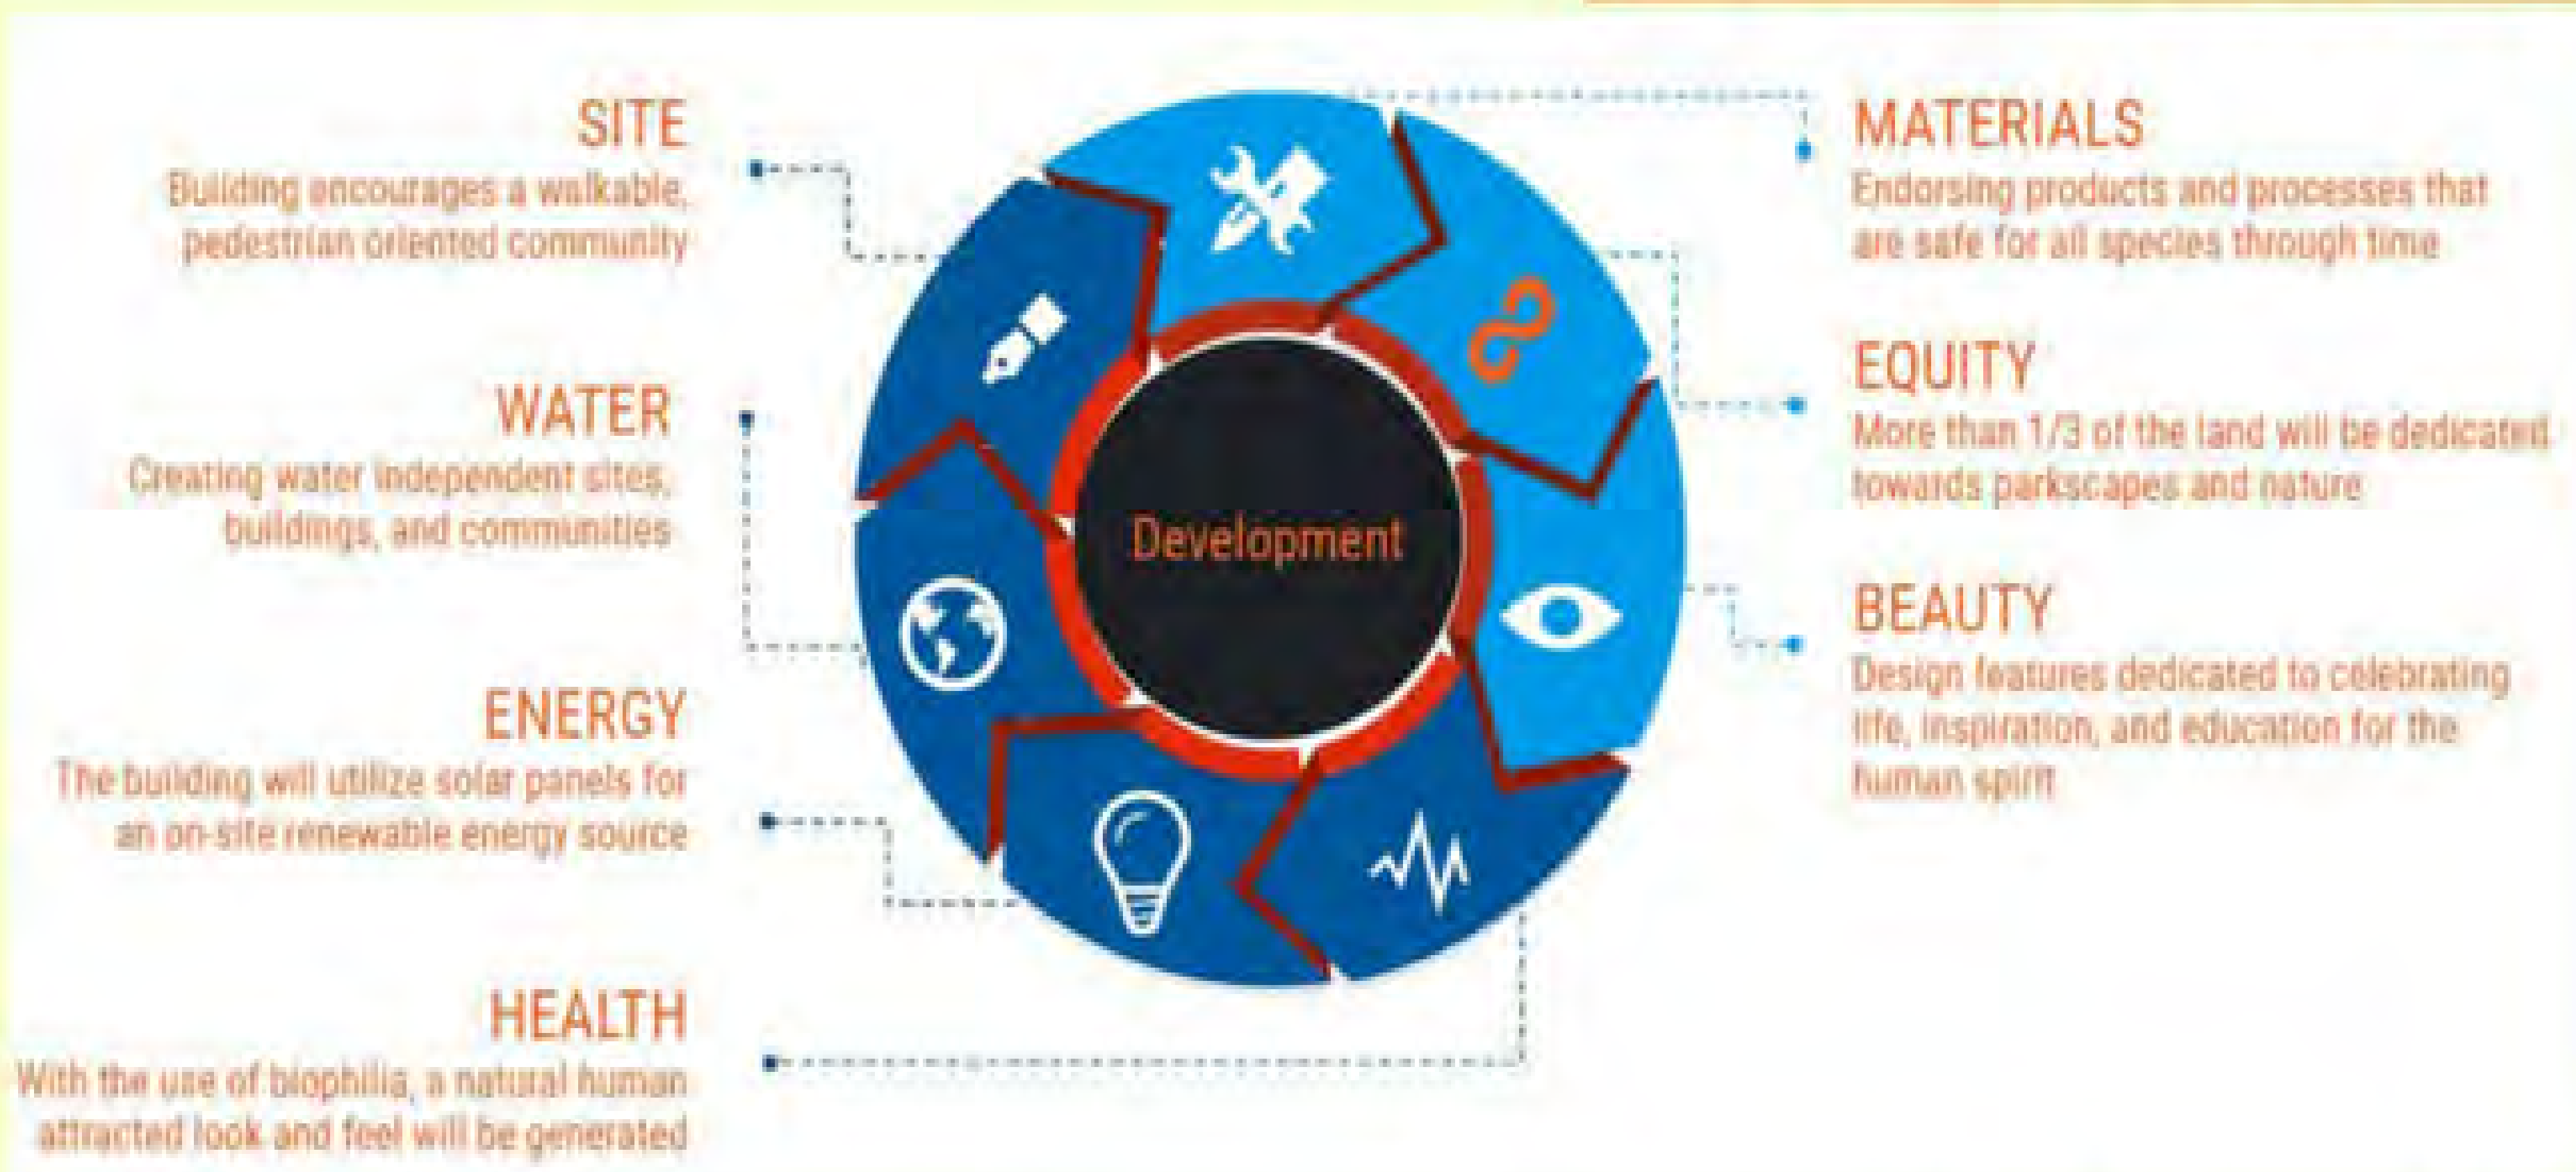 SITE
Building encourages a walkable,
pedestrian oriented community
WATER
Creating water independent sites,
buildings, and communities
ENERGY
The building will utilize solar panels for
an on-site renewable energy source
HEALTH
With the use of biophilia, a natural human
attracted look and feel will be generated
Development
MATERIALS
Endorsing products and processes that
are safe for all species through time
EQUITY
More than 1/3 of the land will be dedicated
towards parkscapes and nature
BEAUTY
Design features dedicated to celebrating
life, inspiration, and education for the
human spirit